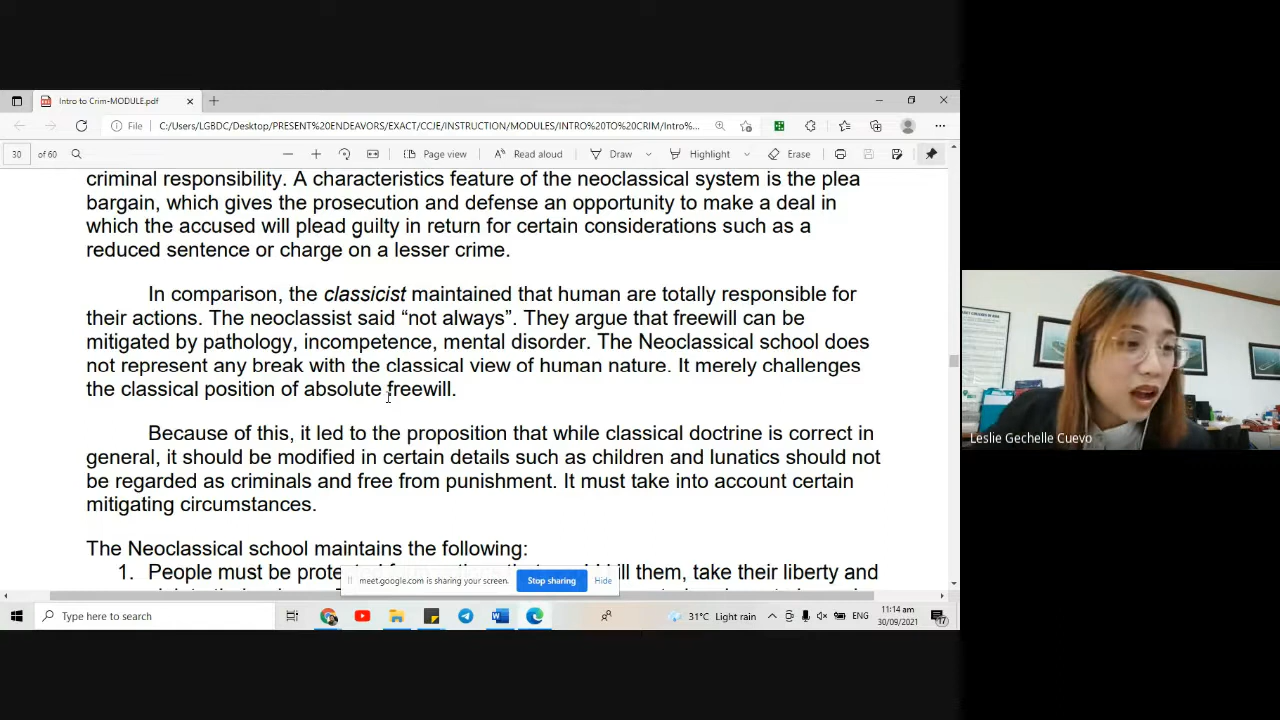 Intro to Crim-MODULE.pdf
File
C:/Users/LGBDC/Desktop/PRESENT%20ENDEAVORS/EXACT/CCJE/INSTRUCTION/MODULES/INTRO%20TO%20CRIM/Intro%...
30 of 60
Page view
Read aloud
Draw
Highlight
Erase
criminal responsibility. A characteristics feature of the neoclassical system is the plea
bargain, which gives the prosecution and defense an opportunity to make a deal in
which the accused will plead guilty in return for certain considerations such as a
reduced sentence or charge on a lesser crime.
In comparison, the classicist maintained that human are totally responsible for
their actions. The neoclassist said “not always”. They argue that freewill can be
mitigated by pathology, incompetence, mental disorder. The Neoclassical school does
not represent any break with the classical view of human nature. It merely challenges
the classical position of absolute freewill.
Because of this, it led to the proposition that while classical doctrine is correct in
general, it should be modified in certain details such as children and lunatics should not
be regarded as criminals and free from punishment. It must take into account certain
mitigating circumstances.
The Neoclassical school maintains the following:
1. People must be them, take their liberty and
meet.google.com is sharing your screen.
Stop sharing
Hide
Leslie Gechelle Cuevo
Type here to search
31°C Light rain
ENG
11:14 am
30/09/2021